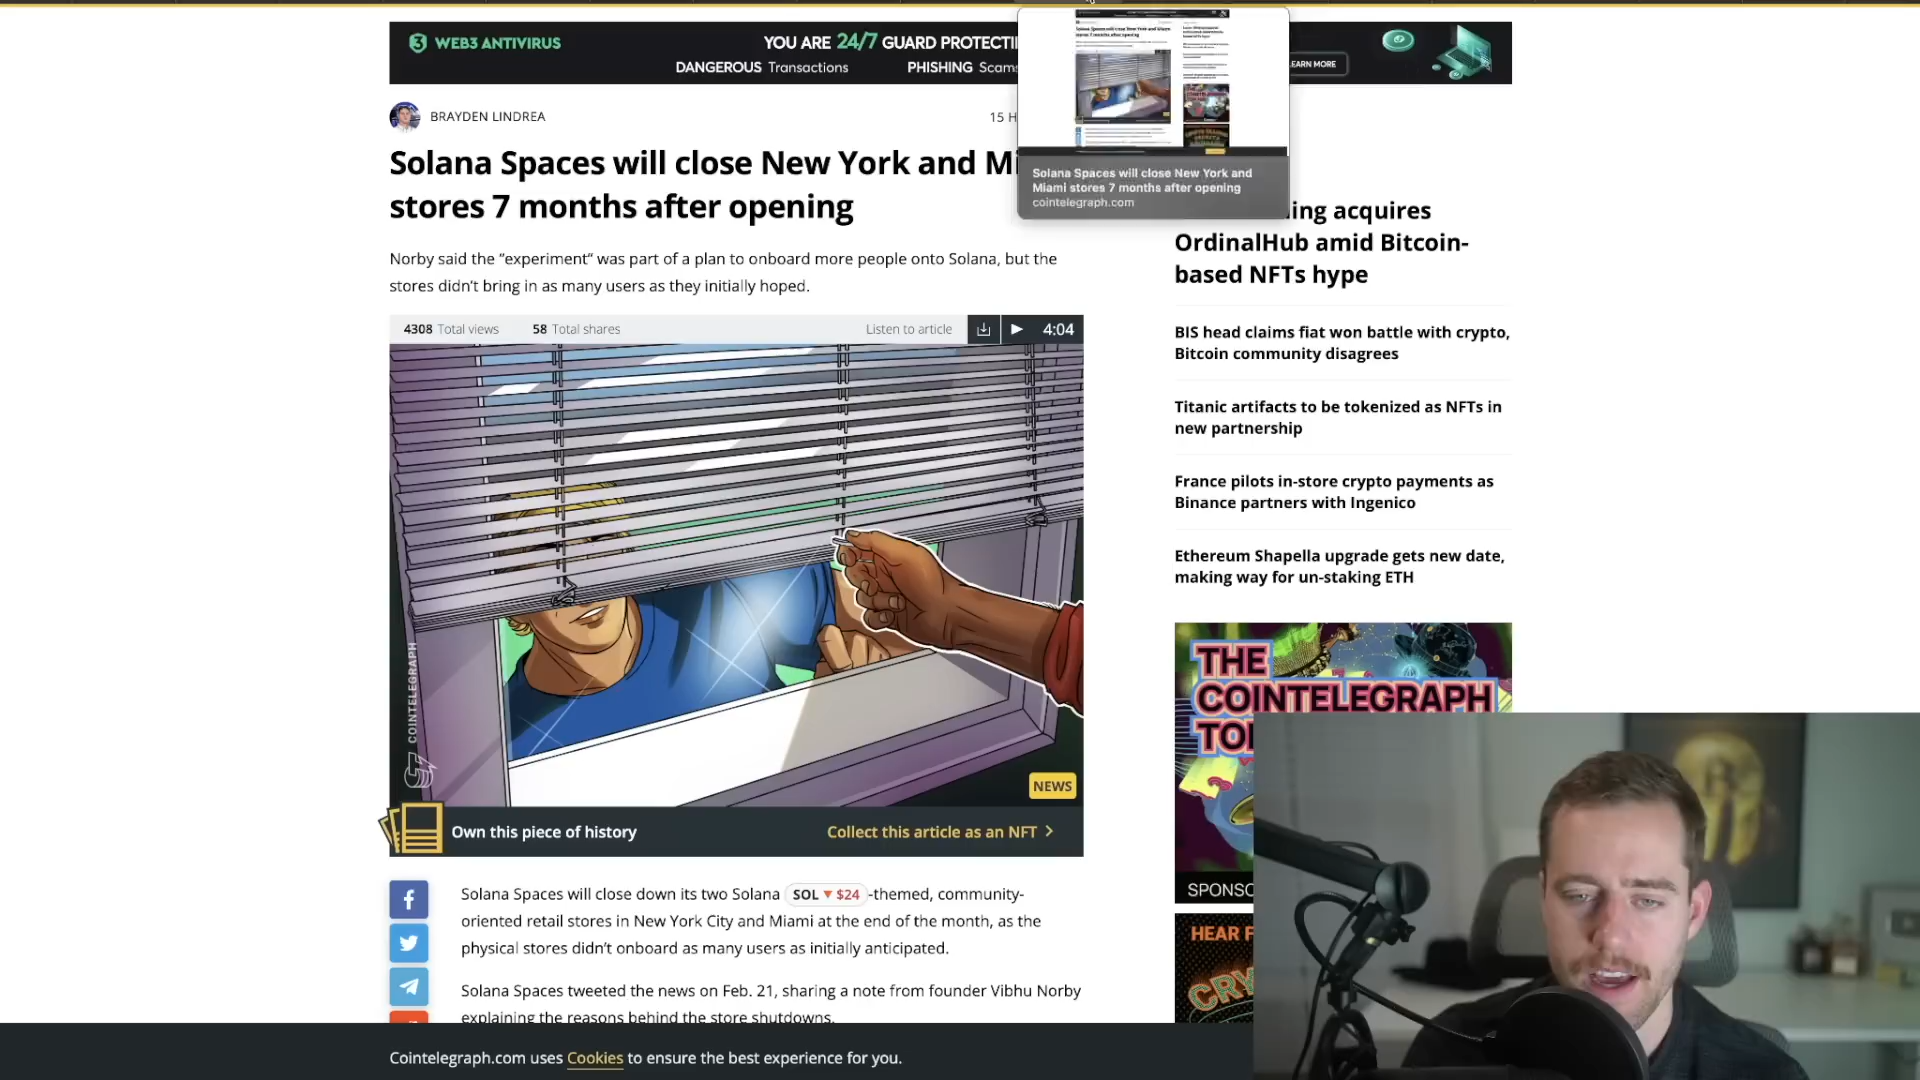 WEB3 ANTIVIRUS
YOU ARE 24/7 GUARD
DANGEROUS Transactions PHISHING Scams
LEARN MORE
BRAYDEN LINDREA
15
Solana Spaces will close New York and
stores 7 months after opening
Norby said the “experiment“ was part of a plan to onboard more people onto Solana, but the
stores didn’t bring in as many users as they initially hoped.
4308 Total views 58 Total shares Listen to article 4:04
COINTELEGRAPH
NEWS
Own this piece of history Collect this article as an NFT >
Solana Spaces will close down its two Solana SOL ▼ $24 -themed, community-
oriented retail stores in New York City and Miami at the end of the month, as the
physical stores didn’t onboard as many users as initially anticipated.
Solana Spaces tweeted the news on Feb. 21, sharing a note from founder Vibhu Norby
explaining the reasons behind the store shutdowns.
Cointelegraph.com uses Cookies to ensure the best experience for you.
Solana Spaces will close New York and
Miami stores 7 months after opening
cointelegraph.com
acquires
OrdinalHub amid Bitcoin-
based NFTs hype
BIS head claims fiat won battle with crypto,
Bitcoin community disagrees
Titanic artifacts to be tokenized as NFTs in
new partnership
France pilots in-store crypto payments as
Binance partners with Ingenico
Ethereum Shapella upgrade gets new date,
making way for un-staking ETH
THE
COINTELEGRAPH
HEAR